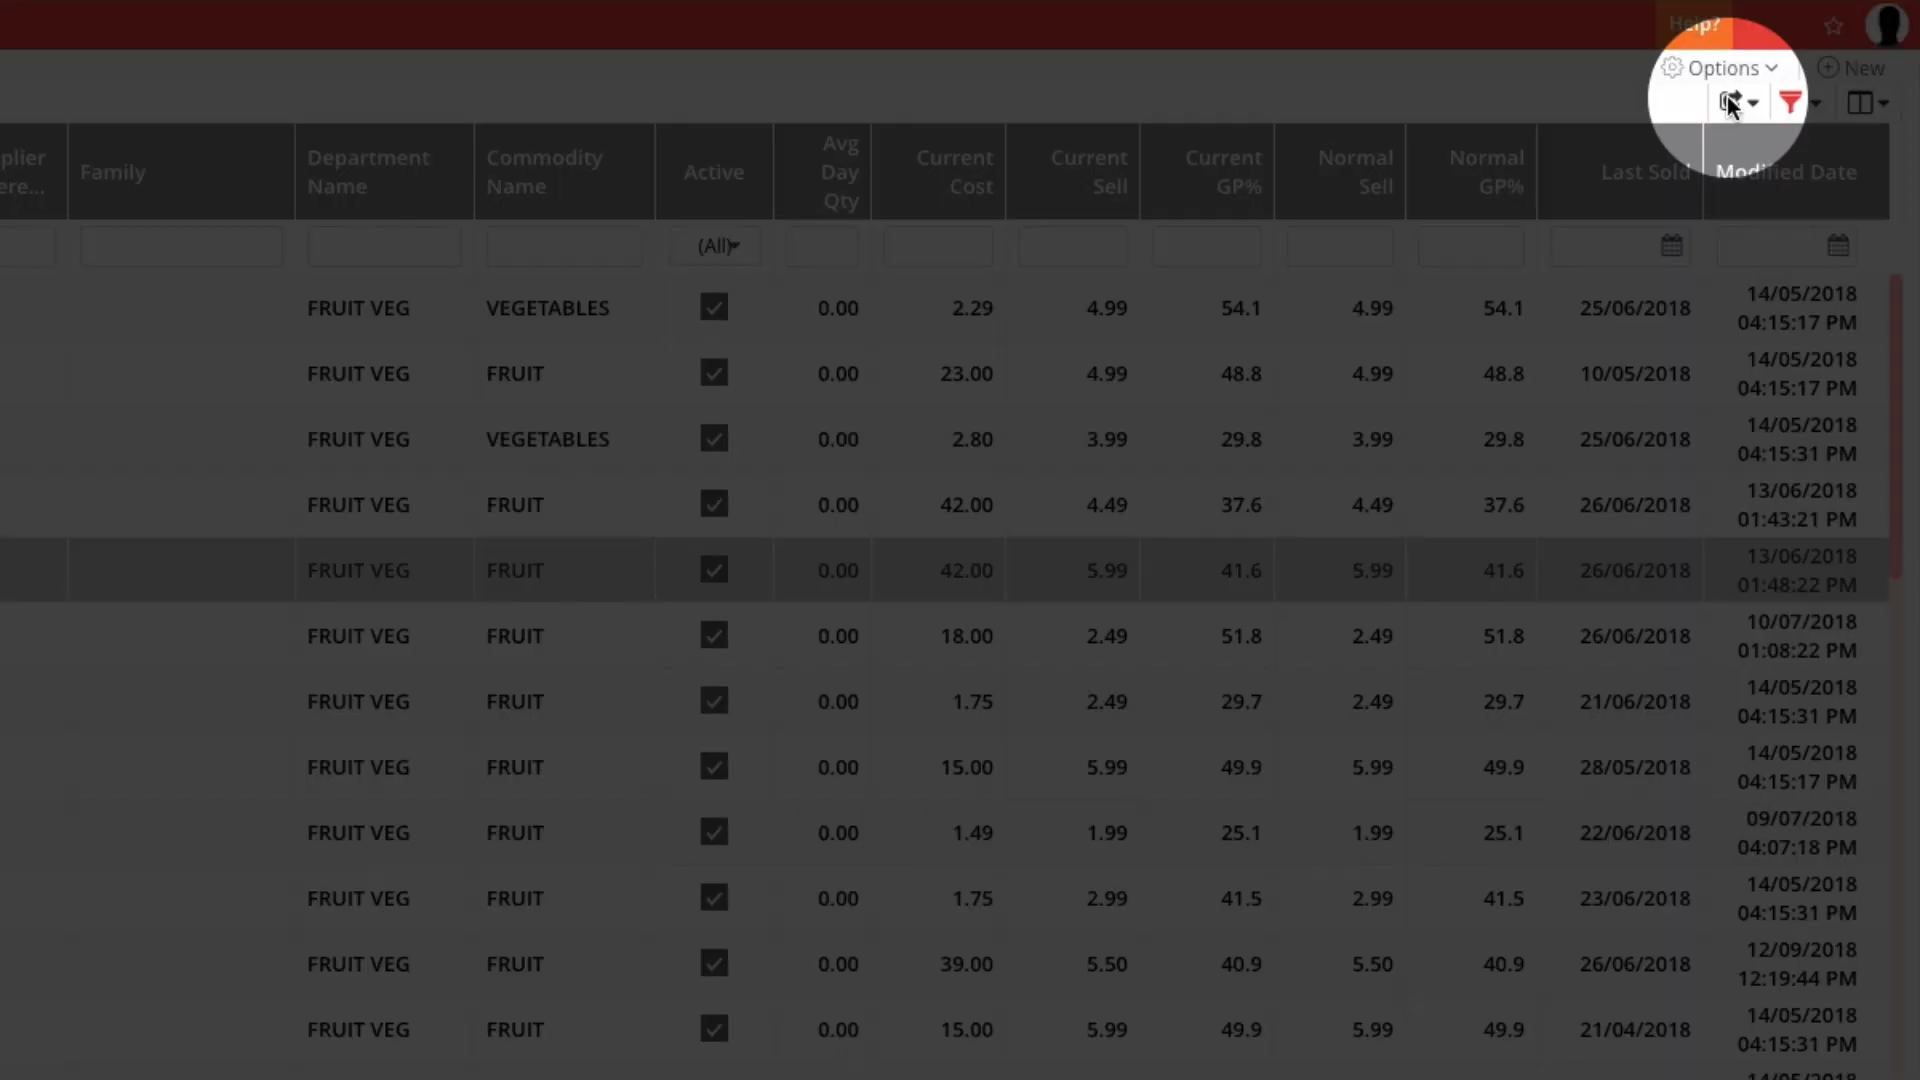 Help?
Options
New
plier
ere...
Family
Department
Name
Commodity
Name
Active
Avg
Day
Qty
Current
Cost
Current
Sell
Current
GP%
Normal
Sell
Normal
GP%
Last Sold
Modified Date
(All)
FRUIT VEG VEGETABLES 0.00 2.29 4.99 54.1 4.99 54.1 25/06/2018 14/05/2018
04:15:17 PM
FRUIT VEG FRUIT 0.00 23.00 4.99 48.8 4.99 48.8 10/05/2018 14/05/2018
04:15:17 PM
FRUIT VEG VEGETABLES 0.00 2.80 3.99 29.8 3.99 29.8 25/06/2018 14/05/2018
04:15:31 PM
FRUIT VEG FRUIT 0.00 42.00 4.49 37.6 4.49 37.6 26/06/2018 13/06/2018
01:43:21 PM
FRUIT VEG FRUIT 0.00 42.00 5.99 41.6 5.99 41.6 26/06/2018 13/06/2018
01:48:22 PM
FRUIT VEG FRUIT 0.00 18.00 2.49 51.8 2.49 51.8 26/06/2018 10/07/2018
01:08:22 PM
FRUIT VEG FRUIT 0.00 1.75 2.49 29.7 2.49 29.7 21/06/2018 14/05/2018
04:15:31 PM
FRUIT VEG FRUIT 0.00 15.00 5.99 49.9 5.99 49.9 28/05/2018 14/05/2018
04:15:17 PM
FRUIT VEG FRUIT 0.00 1.49 1.99 25.1 1.99 25.1 22/06/2018 09/07/2018
04:07:18 PM
FRUIT VEG FRUIT 0.00 1.75 2.99 41.5 2.99 41.5 23/06/2018 14/05/2018
04:15:31 PM
FRUIT VEG FRUIT 0.00 39.00 5.50 40.9 5.50 40.9 26/06/2018 12/09/2018
12:19:44 PM
FRUIT VEG FRUIT 0.00 15.00 5.99 49.9 5.99 49.9 21/04/2018 14/05/2018
04:15:31 PM